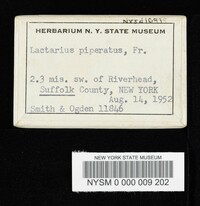 HERBARIUM N. Y. STATE MUSEUM
Lactarius piperatus, Fr.
2.3 mis. sw. of Riverhead,
Suffolk County, NEW YORK
Aug. 14, 1952
Smith & Ogden 11846
NEW YORK STATE MUSEUM
NYSM 0 000 009 202